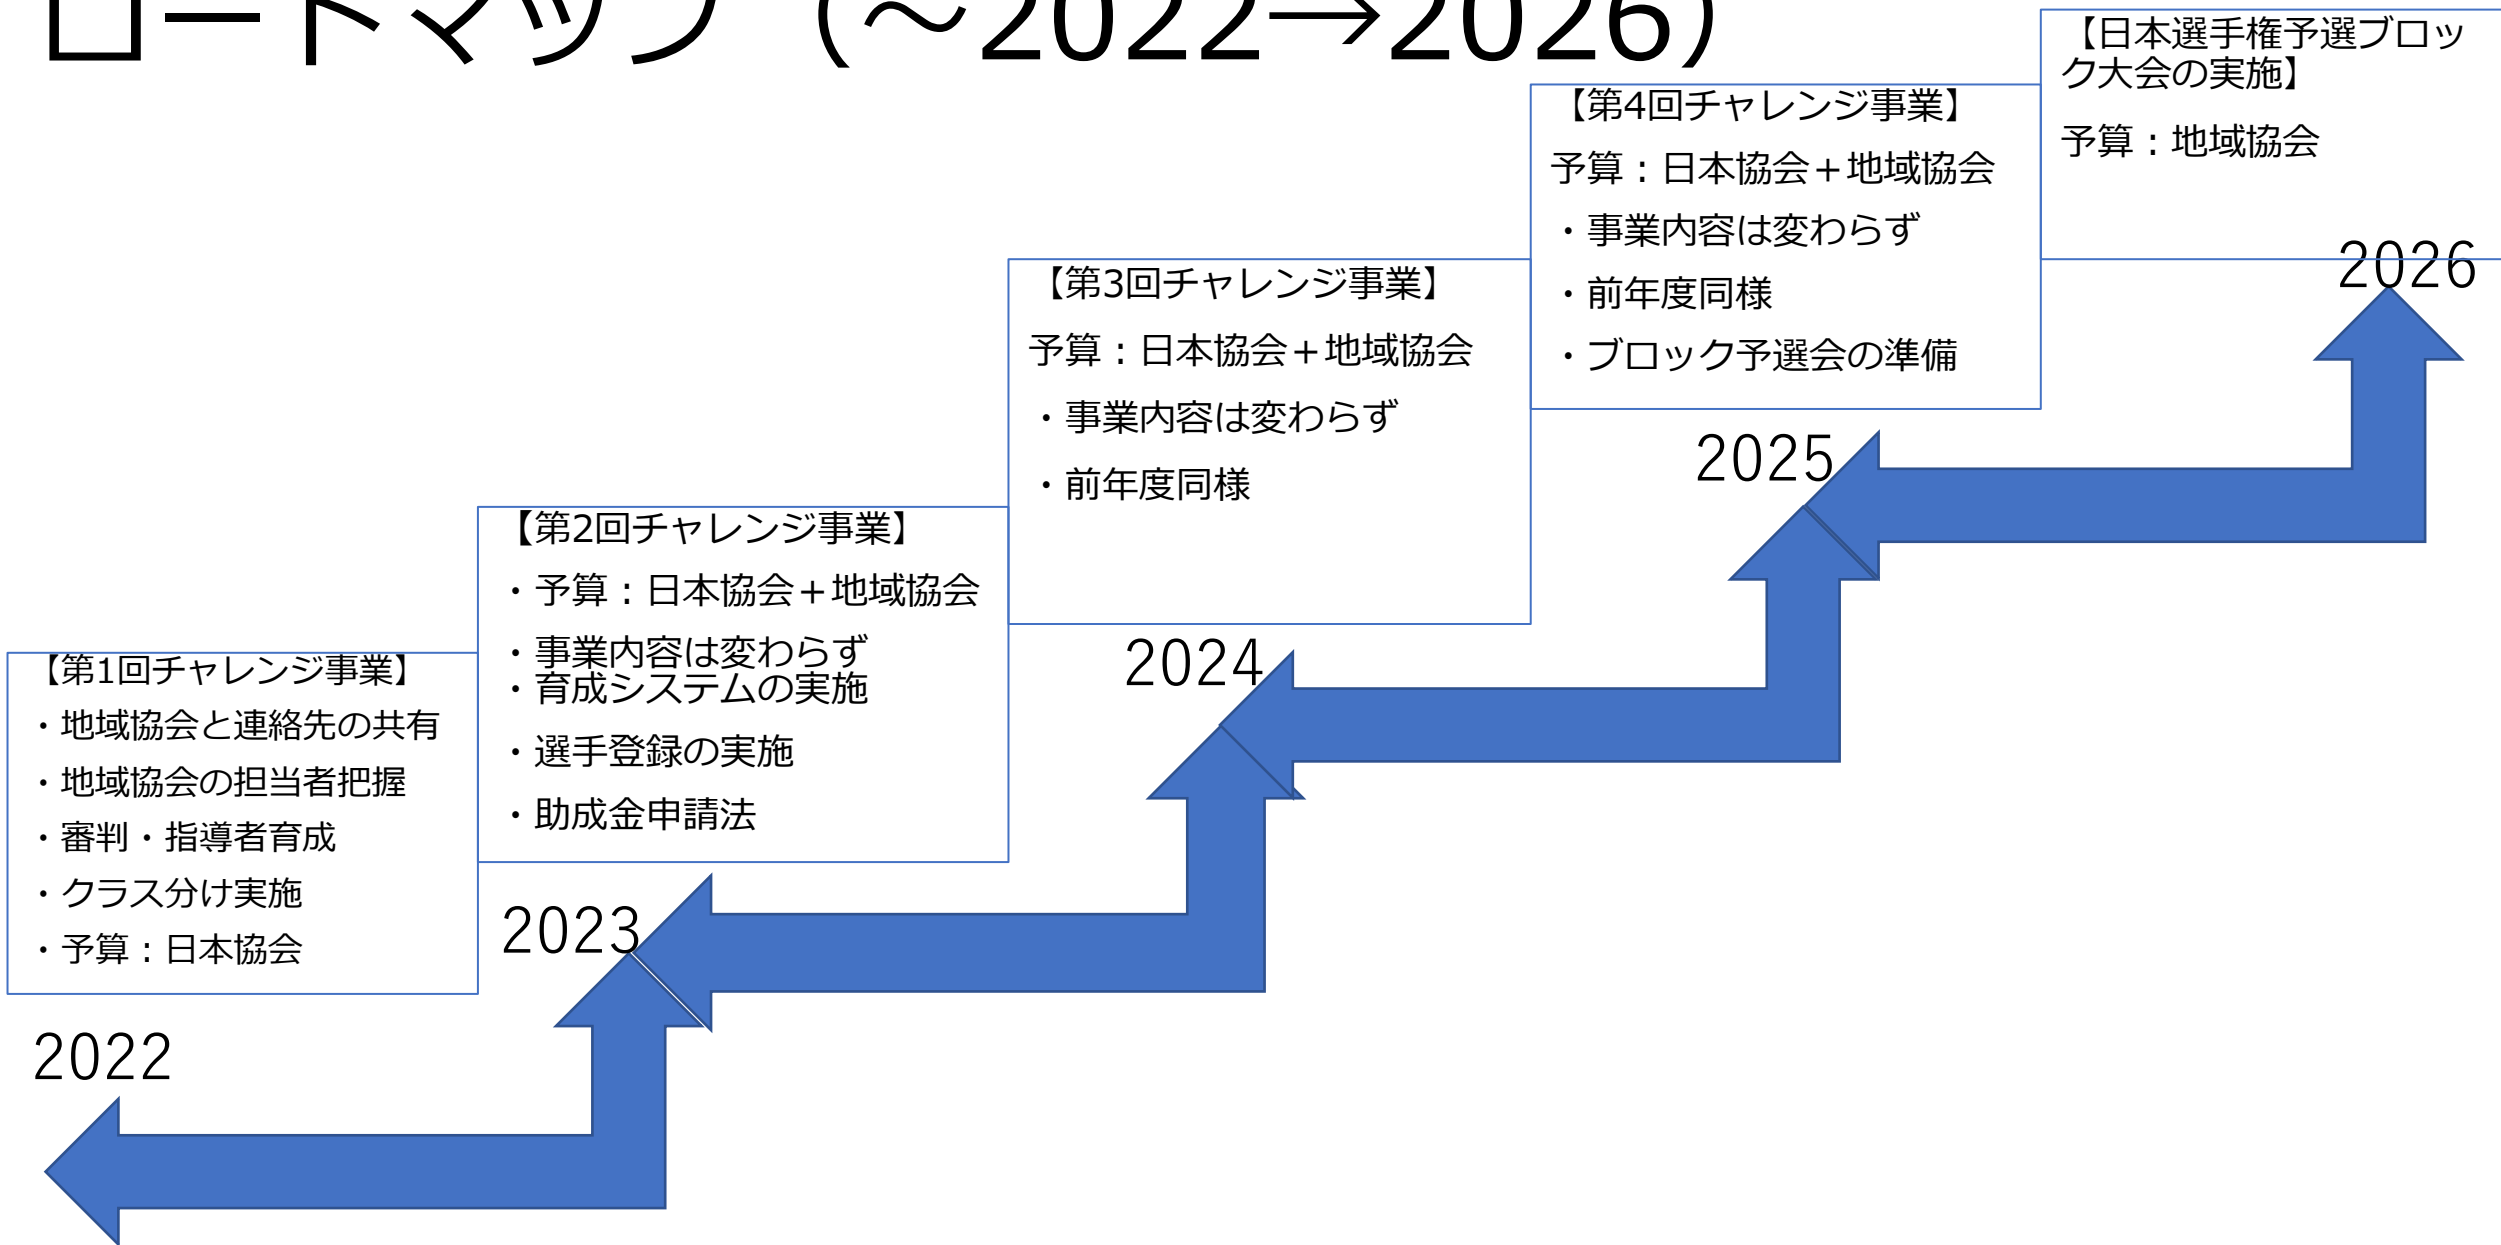 ロードマップ（～2022→2026）
【日本選手権予選ブロッ
ク大会の実施】
予算：地域協会
2026
【第4回チャレンジ事業】
予算：日本協会＋地域協会
・事業内容は変わらず
・前年度同様
・ブロック予選会の準備
2025
【第3回チャレンジ事業】
予算：日本協会＋地域協会
・事業内容は変わらず
・前年度同様
2024
【第2回チャレンジ事業】
・予算：日本協会＋地域協会
・事業内容は変わらず
・育成システムの実施
・選手登録の実施
・助成金申請法
2023
【第1回チャレンジ事業】
・地域協会と連絡先の共有
・地域協会の担当者把握
・審判・指導者育成
・クラス分け実施
・予算：日本協会
2022